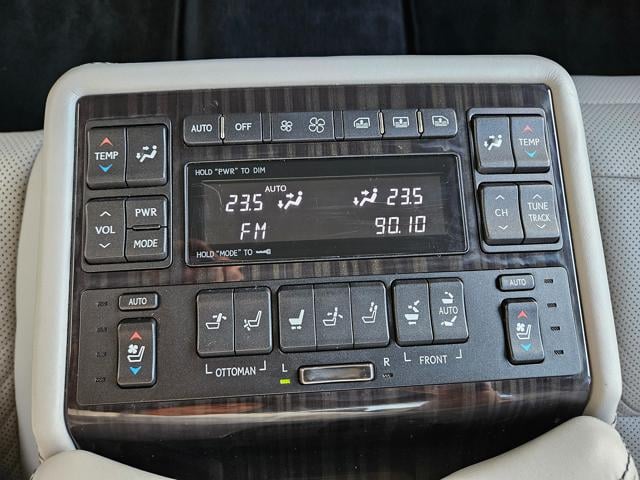 AUTO OFF
TEMP
TEMP
HOLD "PWR" TO DIM
AUTO
23.5 23.5
FM 90.10
HOLD "MODE" TO
VOL PWR
MODE
CH TUNE
TRACK
AUTO
AUTO
AUTO
OTTOMAN
L R
FRONT